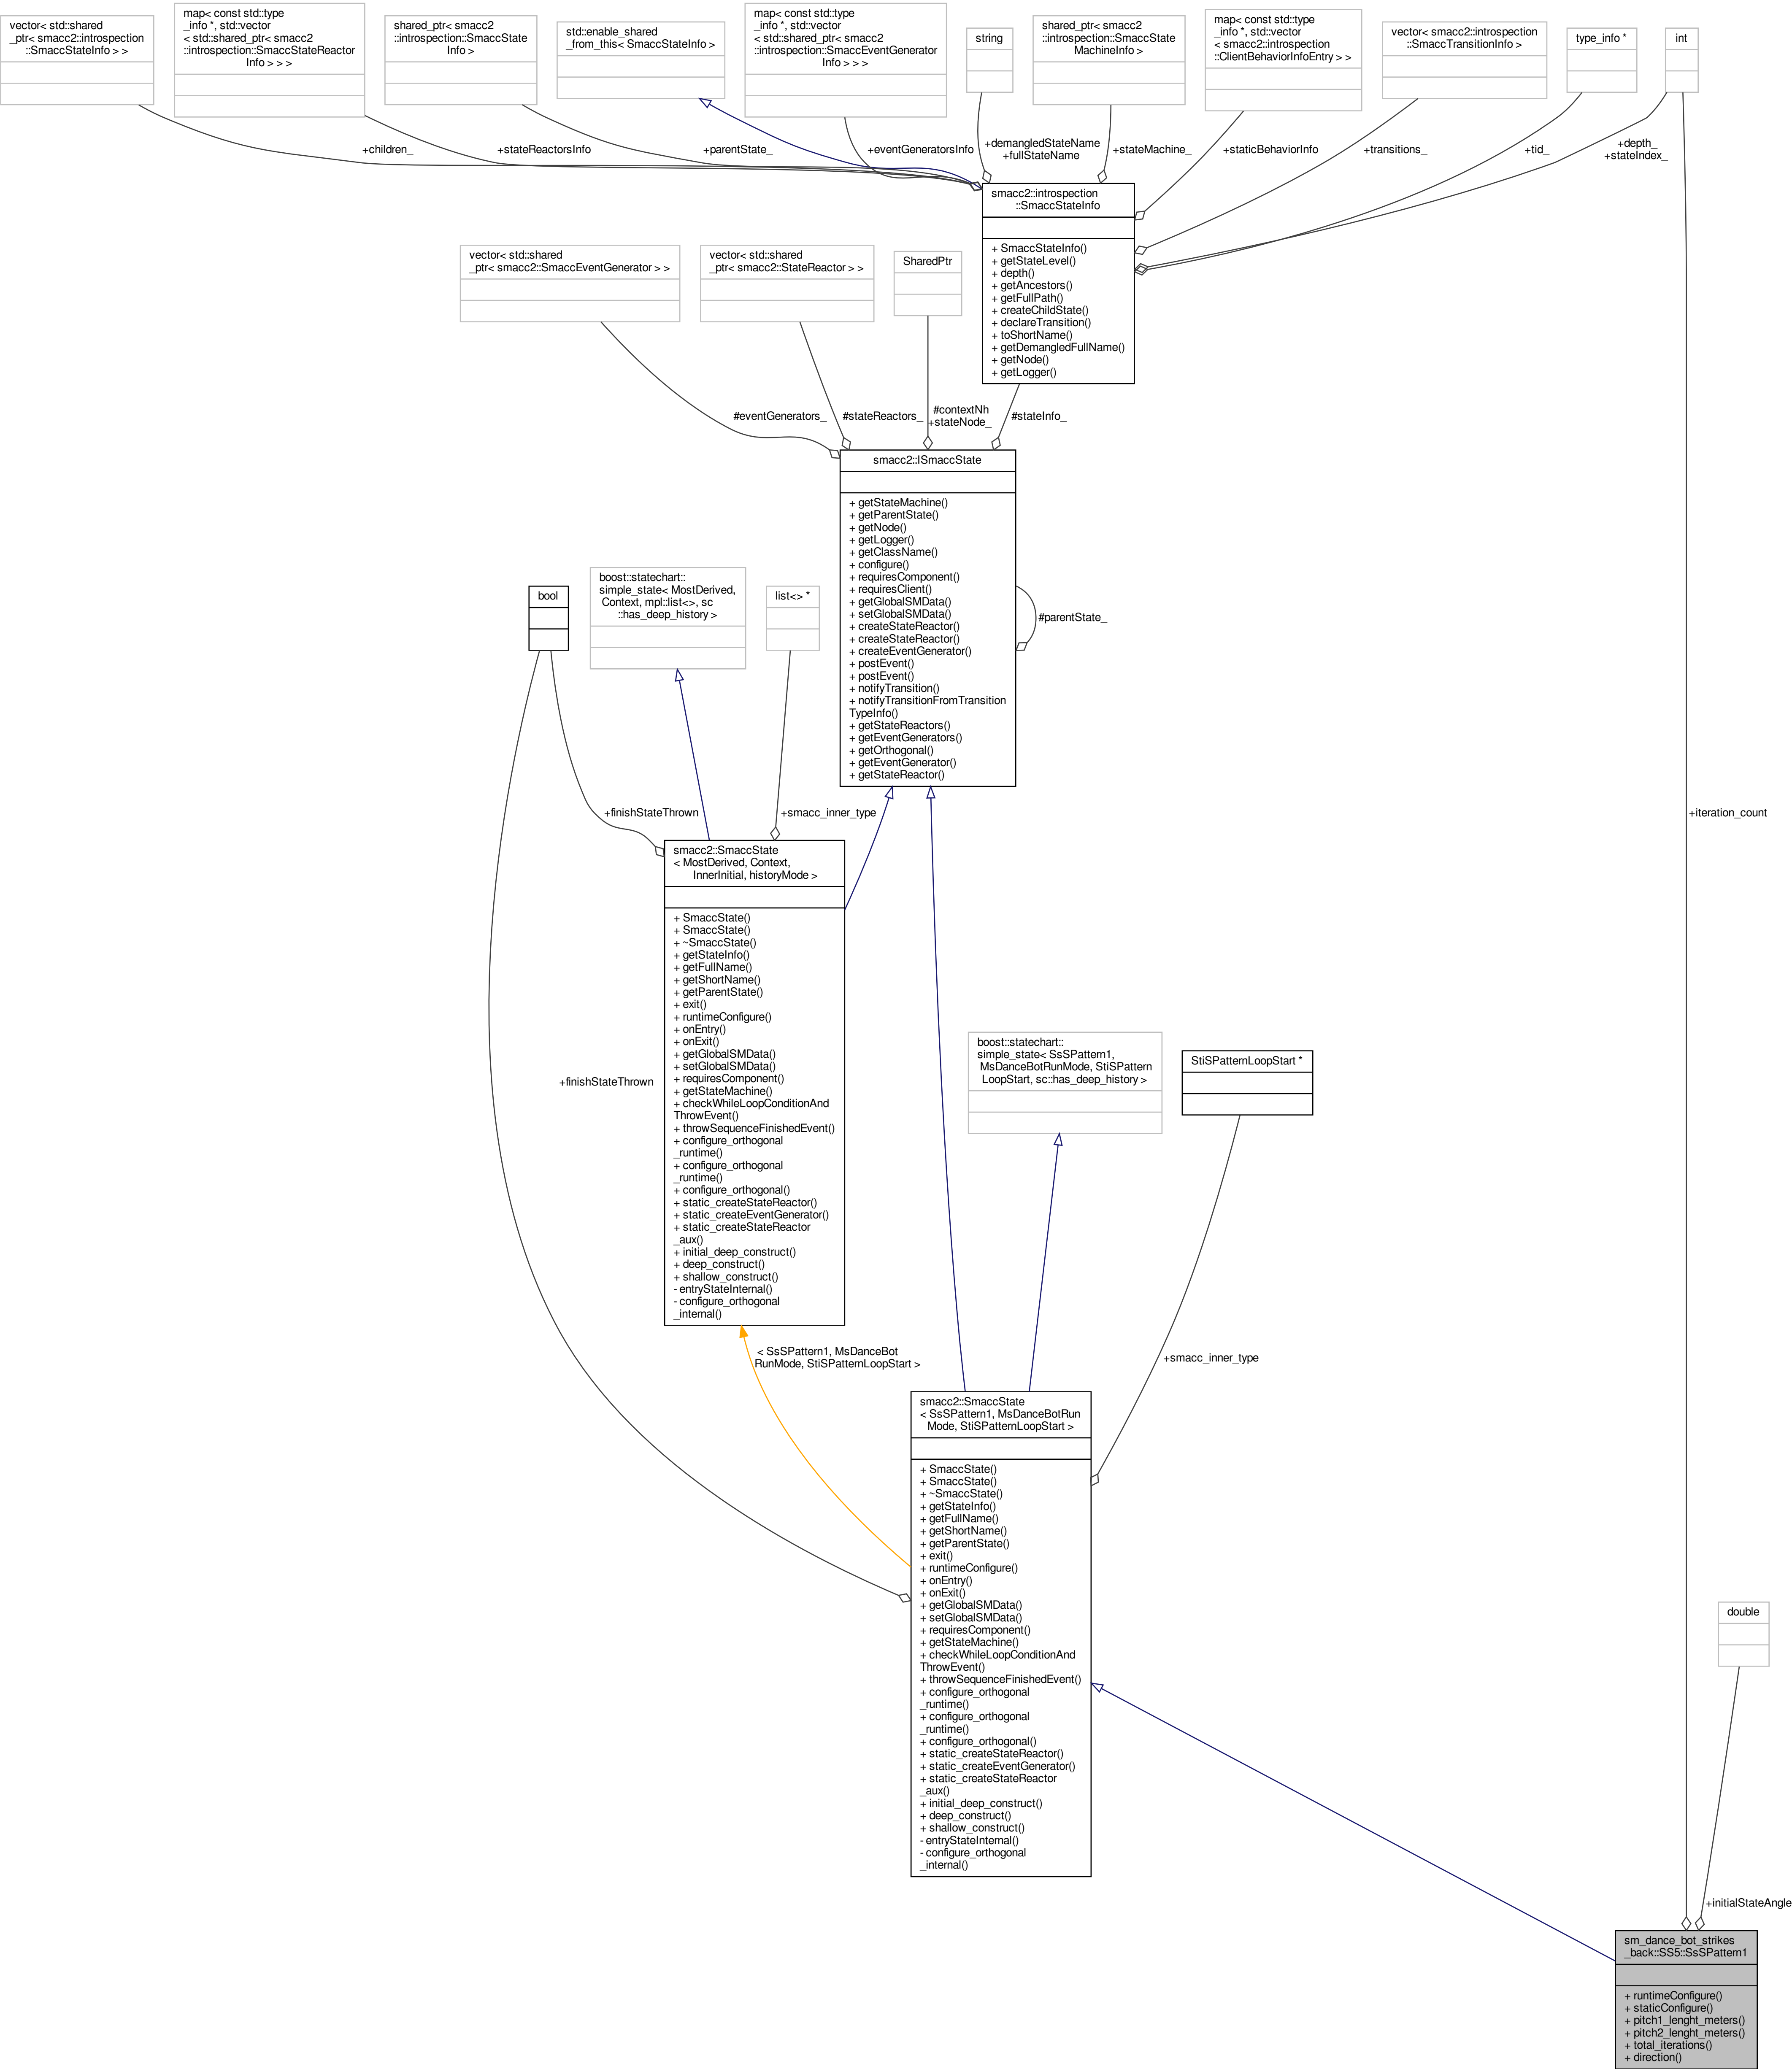 vector< std::shared
_ptr< smacc2::introspection
::SmaccStateInfo > >
map< const std::type
_info *, std::vector
< std::shared_ptr< smacc2
::introspection::SmaccStateReactor
Info > > >
shared_ptr< smacc2
::introspection::SmaccState
Info >
std::enable_shared
_from_this< SmaccStateInfo >
map< const std::type
_info *, std::vector
< std::shared_ptr< smacc2
::introspection::SmaccEventGenerator
Info > > >
string
shared_ptr< smacc2
::introspection::SmaccState
MachineInfo >
map< const std::type
_info *, std::vector
< smacc2::introspection
::ClientBehaviorInfoEntry > >
vector< smacc2::introspection
::SmaccTransitionInfo >
type_info *
int
+children_
+stateReactorsInfo
+parentState_
+eventGeneratorsInfo
+demangledStateName
+fullStateName
+stateMachine_
+staticBehaviorInfo
+transitions_
+tid_
+depth_
+stateIndex_
smacc2::introspection
::SmaccStateInfo
+ SmaccStateInfo()
+ getStateLevel()
+ depth()
+ getAncestors()
+ getFullPath()
+ createChildState()
+ declareTransition()
+ toShortName()
+ getDemangledFullName()
+ getNode()
+ getLogger()
vector< std::shared
_ptr< smacc2::SmaccEventGenerator > >
vector< std::shared
_ptr< smacc2::StateReactor > >
SharedPtr
#eventGenerators_
#stateReactors_
#contextNh
+stateNode_
#stateInfo_
smacc2::ISmaccState
+ getStateMachine()
+ getParentState()
+ getNode()
+ getLogger()
+ getClassName()
+ configure()
+ requiresComponent()
+ requiresClient()
+ getGlobalSMData()
+ setGlobalSMData()
+ createStateReactor()
+ createStateReactor()
+ createEventGenerator()
+ postEvent()
+ postEvent()
+ notifyTransition()
+ notifyTransitionFromTransition
TypeInfo()
+ getStateReactors()
+ getEventGenerators()
+ getOrthogonal()
+ getEventGenerator()
+ getStateReactor()
#parentState_
bool
boost::statechart::
simple_state< MostDerived,
Context, mpl::list<>, sc
::has_deep_history >
list<> *
+finishStateThrown
+smacc_inner_type
+iteration_count
smacc2::SmaccState
< MostDerived, Context,
InnerInitial, historyMode >
+ SmaccState()
+ SmaccState()
+ ~SmaccState()
+ getStateInfo()
+ getFullName()
+ getShortName()
+ getParentState()
+ exit()
+ runtimeConfigure()
+ onEntry()
+ onExit()
+ getGlobalSMData()
+ setGlobalSMData()
+ requiresComponent()
+ getStateMachine()
+ checkWhileLoopConditionAnd
ThrowEvent()
+ throwSequenceFinishedEvent()
+ configure_orthogonal
_runtime()
+ configure_orthogonal
_runtime()
+ configure_orthogonal()
+ static_createStateReactor()
+ static_createEventGenerator()
+ static_createStateReactor
_aux()
+ initial_deep_construct()
+ deep_construct()
+ shallow_construct()
- entryStateInternal()
- configure_orthogonal
_internal()
+finishStateThrown
boost::statechart::
simple_state< SsSPattern1,
MsDanceBotRunMode, StiSPattern
LoopStart, sc::has_deep_history >
StiSPatternLoopStart *
< SsSPattern1, MsDanceBot
RunMode, StiSPatternLoopStart >
+smacc_inner_type
smacc2::SmaccState
< SsSPattern1, MsDanceBotRun
Mode, StiSPatternLoopStart >
+ SmaccState()
+ SmaccState()
+ ~SmaccState()
+ getStateInfo()
+ getFullName()
+ getShortName()
+ getParentState()
+ exit()
+ runtimeConfigure()
+ onEntry()
+ onExit()
+ getGlobalSMData()
+ setGlobalSMData()
+ requiresComponent()
+ getStateMachine()
+ checkWhileLoopConditionAnd
ThrowEvent()
+ throwSequenceFinishedEvent()
+ configure_orthogonal
_runtime()
+ configure_orthogonal
_runtime()
+ configure_orthogonal()
+ static_createStateReactor()
+ static_createEventGenerator()
+ static_createStateReactor
_aux()
+ initial_deep_construct()
+ deep_construct()
+ shallow_construct()
- entryStateInternal()
- configure_orthogonal
_internal()
double
+initialStateAngle
sm_dance_bot_strikes
_back::SS5::SsSPattern1
+ runtimeConfigure()
+ staticConfigure()
+ pitch1_lenght_meters()
+ pitch2_lenght_meters()
+ total_iterations()
+ direction()